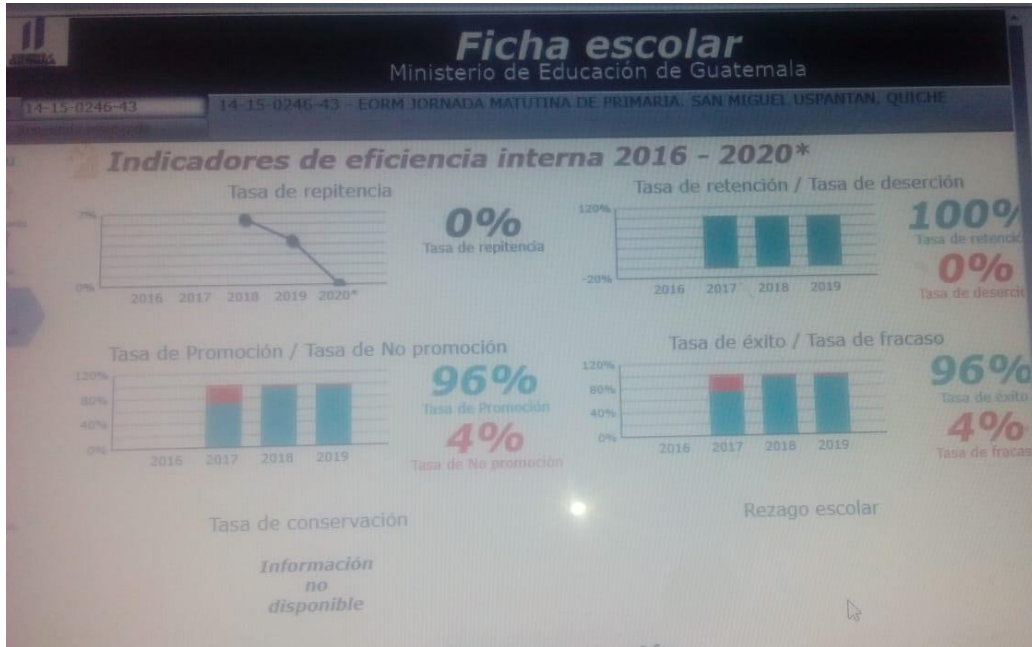 Ficha escolar
Ministerio de Educación de Guatemala
14-15-0246-43
14-15-0246-43 - EORM JORNADA MATUTINA DE PRIMARIA. SAN MIGUEL USPANTAN, QUICHE
Indicadores de eficiencia interna 2016 - 2020*
Tasa de repitencia
7%
0%
2016 2017 2018 2019 2020*
0%
Tasa de repitencia
Tasa de retención / Tasa de deserción
120%
-20%
2016 2017 2018 2019
100%
Tasa de retenció
0%
Tasa de deserció
Tasa de Promoción / Tasa de No promoción
120%
80%
40%
0%
2016 2017 2018 2019
96%
Tasa de Promoción
4%
Tasa de No promoción
Tasa de éxito / Tasa de fracaso
120%
80%
40%
0%
2016 2017 2018 2019
96%
Tasa de éxito
4%
Tasa de fracas
Tasa de conservación
Información
no
disponible
Rezago escolar